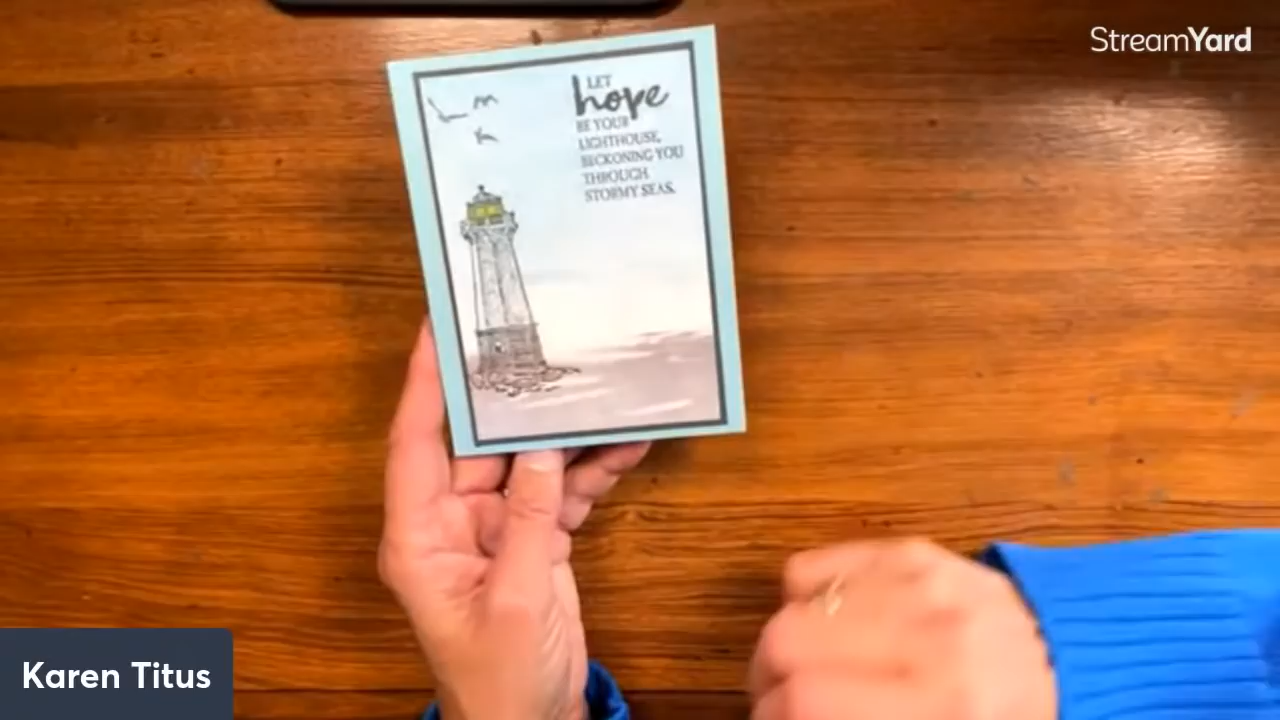 StreamYard
LET
hope
BE YOUR
LIGHTHOUSE,
BECKONING YOU
THROUGH
STORMY SEAS.
Karen Titus